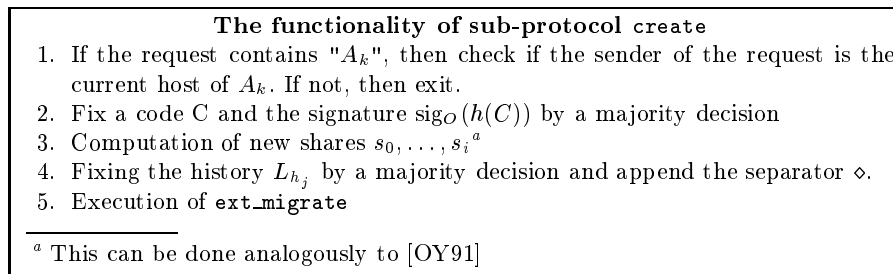 The functionality of sub-protocol create
1. If the request contains "A_k", then check if the sender of the request is the
current host of A_k. If not, then exit.
2. Fix a code C and the signature sig_O(h(C)) by a majority decision
3. Computation of new shares s_0, ..., s_i^a
4. Fixing the history L_{h_j} by a majority decision and append the separator ⋄.
5. Execution of ext_migrate
a This can be done analogously to [OY91]